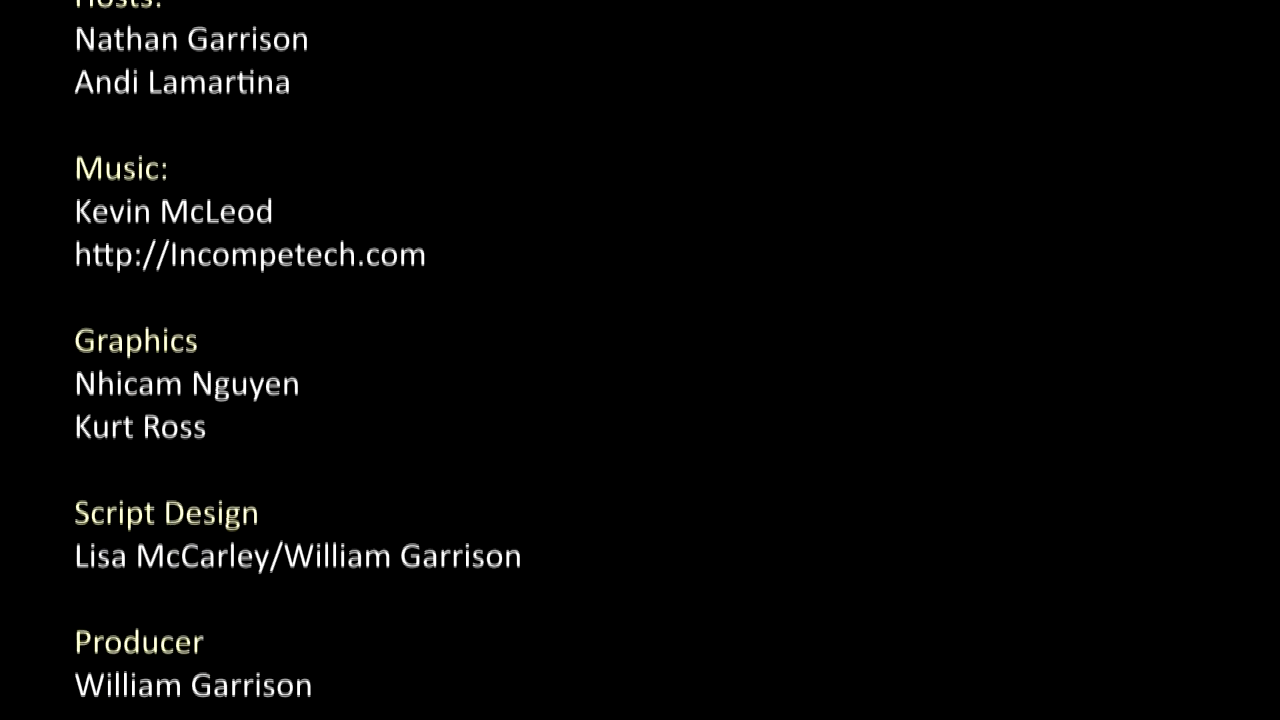 Hosts:
Nathan Garrison
Andi Lamartina
Music:
Kevin McLeod
http://Incompetech.com
Graphics
Nhicam Nguyen
Kurt Ross
Script Design
Lisa McCarley/William Garrison
Producer
William Garrison